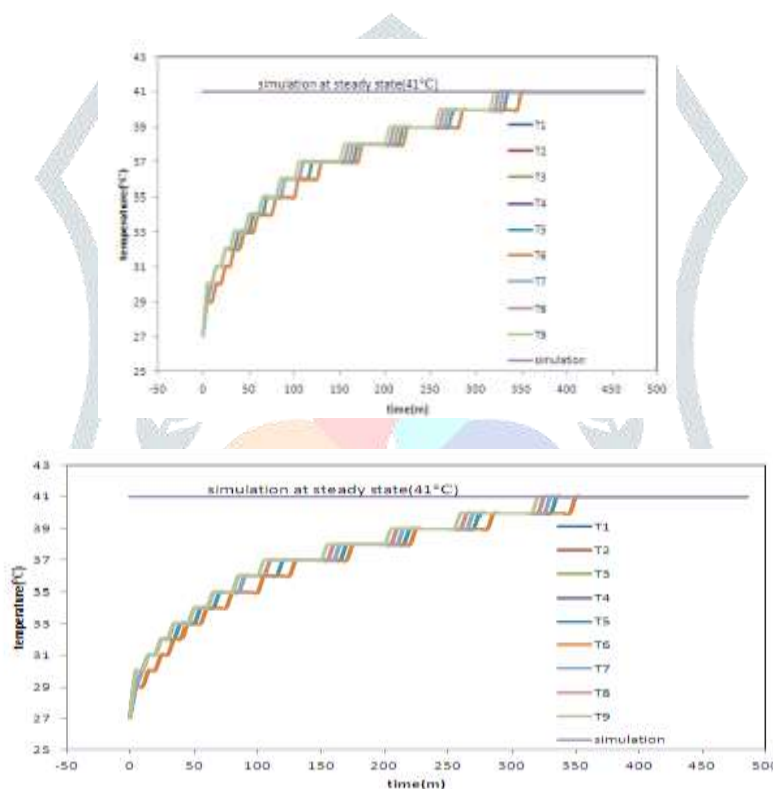 43
41
39
37
35
33
31
29
27
25
temperature(°C)
simulation at steady state(41°C)
T1
T2
T3
T4
T5
T6
T7
T8
T9
simulation
-50 0 50 100 150 200 250 300 350 400 450 500
time(m)
43
41
39
37
35
33
31
29
27
25
temperature(°C)
simulation at steady state(41°C)
T1
T2
T3
T4
T5
T6
T7
T8
T9
simulation
-50 0 50 100 150 200 250 300 350 400 450 500
time(m)